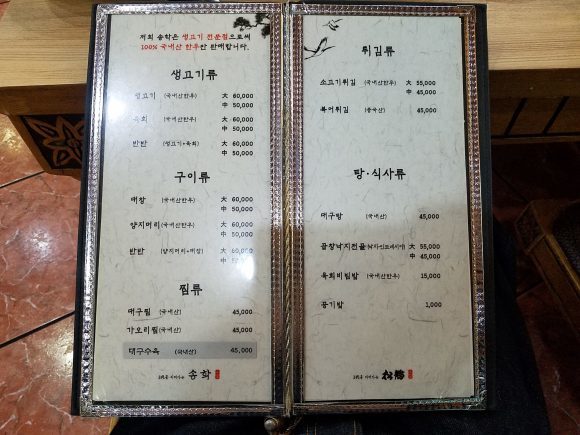 저희 송학은 생고기 전문점으로써
100% 국내산 한우만 판매합니다.
생고기류
생고기 (국내산한우) 大 60,000
中 50,000
육회 (국내산한우) 大 60,000
中 50,000
반반 (생고기+육회) 大 60,000
中 50,000
구이류
대창 (국내산한우) 大 60,000
中 50,000
양지머리 (국내산한우) 大 60,000
中 50,000
반반 (양지머리+대창) 大 60,000
中 50,000
찜류
대구찜 (국내산) 45,000
가오리찜 (국내산) 45,000
대구수육 (국내산) 45,000
송학
튀김류
소고기튀김 (국내산한우) 大 55,000
中 45,000
복어튀김 (중국산) 45,000
탕·식사류
대구탕 (국내산) 45,000
곱창낙지전골 大 55,000
中 45,000
육회비빔밥 (국내산한우) 15,000
공기밥 1,000